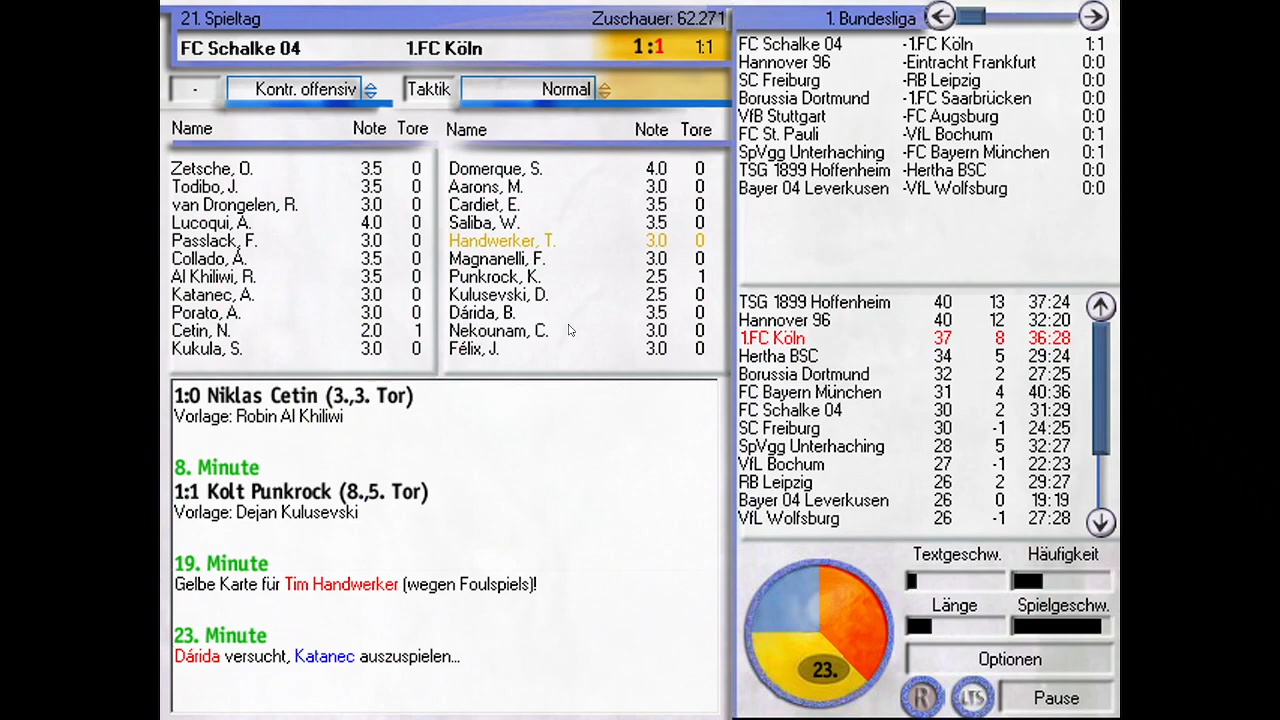 21. Spieltag Zuschauer: 62.271
FC Schalke 04 1.FC Köln 1:1 1:1
- Kontr. offensiv Taktik Normal
Name Note Tore
Zetsche, O. 3.5 0
Todibo, J. 3.5 0
van Drongelen, R. 3.0 0
Lucoqui, A. 4.0 0
Passlack, F. 3.0 0
Collado, A. 3.5 0
Al Khiliwi, R. 3.5 0
Katanec, A. 3.0 0
Porato, A. 3.0 0
Cetin, N. 2.0 1
Kukula, S. 3.0 0
Name Note Tore
Domerque, S. 4.0 0
Aarons, M. 3.0 0
Cardiet, E. 3.5 0
Saliba, W. 3.5 0
Handwerker, T. 3.0 0
Magnanelli, F. 3.0 0
Punkrock, K. 2.5 1
Kulusevski, D. 2.5 0
Dárida, B. 3.5 0
Nekounam, C. 3.0 0
Félix, J. 3.0 0
1:0 Niklas Cetin (3.,3. Tor)
Vorlage: Robin Al Khiliwi
8. Minute
1:1 Kolt Punkrock (8.,5. Tor)
Vorlage: Dejan Kulusevski
19. Minute
Gelbe Karte für Tim Handwerker (wegen Foulspiels)!
23. Minute
Dárida versucht, Katanec auszuspielen...
1. Bundesliga
FC Schalke 04 -1.FC Köln 1:1
Hannover 96 -Eintracht Frankfurt 0:0
SC Freiburg -RB Leipzig 0:0
Borussia Dortmund -1.FC Saarbrücken 0:0
VfB Stuttgart -FC Augsburg 0:0
FC St. Pauli -VfL Bochum 0:1
SpVgg Unterhaching -FC Bayern München 0:1
TSG 1899 Hoffenheim -Hertha BSC 0:0
Bayer 04 Leverkusen -VfL Wolfsburg 0:0
TSG 1899 Hoffenheim 40 13 37:24
Hannover 96 40 12 32:20
1.FC Köln 37 8 36:28
Hertha BSC 34 5 29:24
Borussia Dortmund 32 2 27:25
FC Bayern München 31 4 40:36
FC Schalke 04 30 2 31:29
SC Freiburg 30 -1 24:25
SpVgg Unterhaching 28 5 32:27
VfL Bochum 27 -1 22:23
RB Leipzig 26 2 29:27
Bayer 04 Leverkusen 26 0 19:19
VfL Wolfsburg 26 -1 27:28
Textgeschw. Häufigkeit
Länge Spielgeschw.
23.
Optionen
R LTS Pause